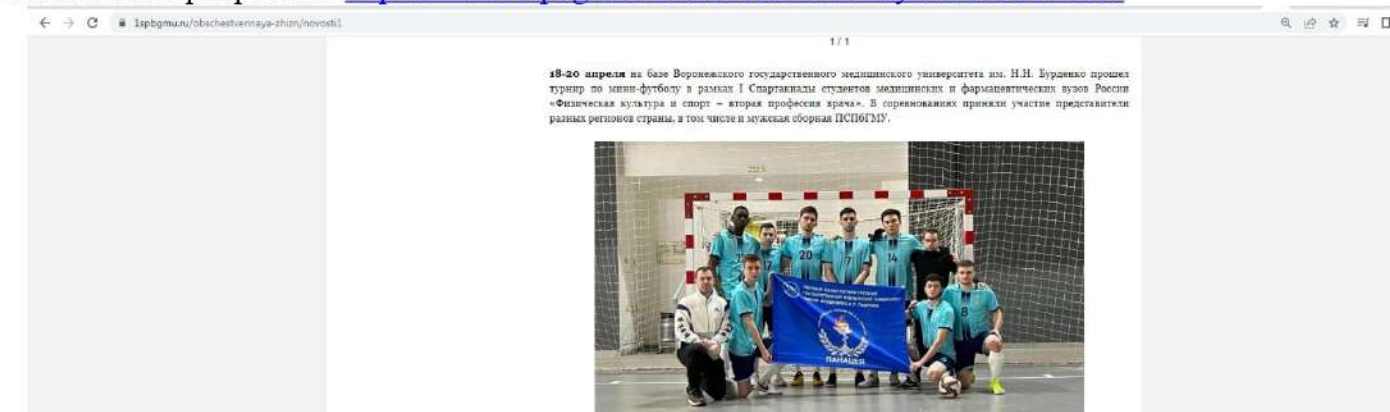 1spbgmu.ru/obschestvennaya-zhizn/novosti1
1 / 1
18-20 апреля на базе Воронежского государственного медицинского университета им. Н.Н. Бурденко прошел
турнир по мини-футболу в рамках I Спартакиады студентов медицинских и фармацевтических вузов России
«Физическая культура и спорт – вторая профессия врача». В соревнованиях приняли участие представители
разных регионов страны, в том числе и мужская сборная ПСПбГМУ.
20
7
14
8
ПАНАЦЕЯ